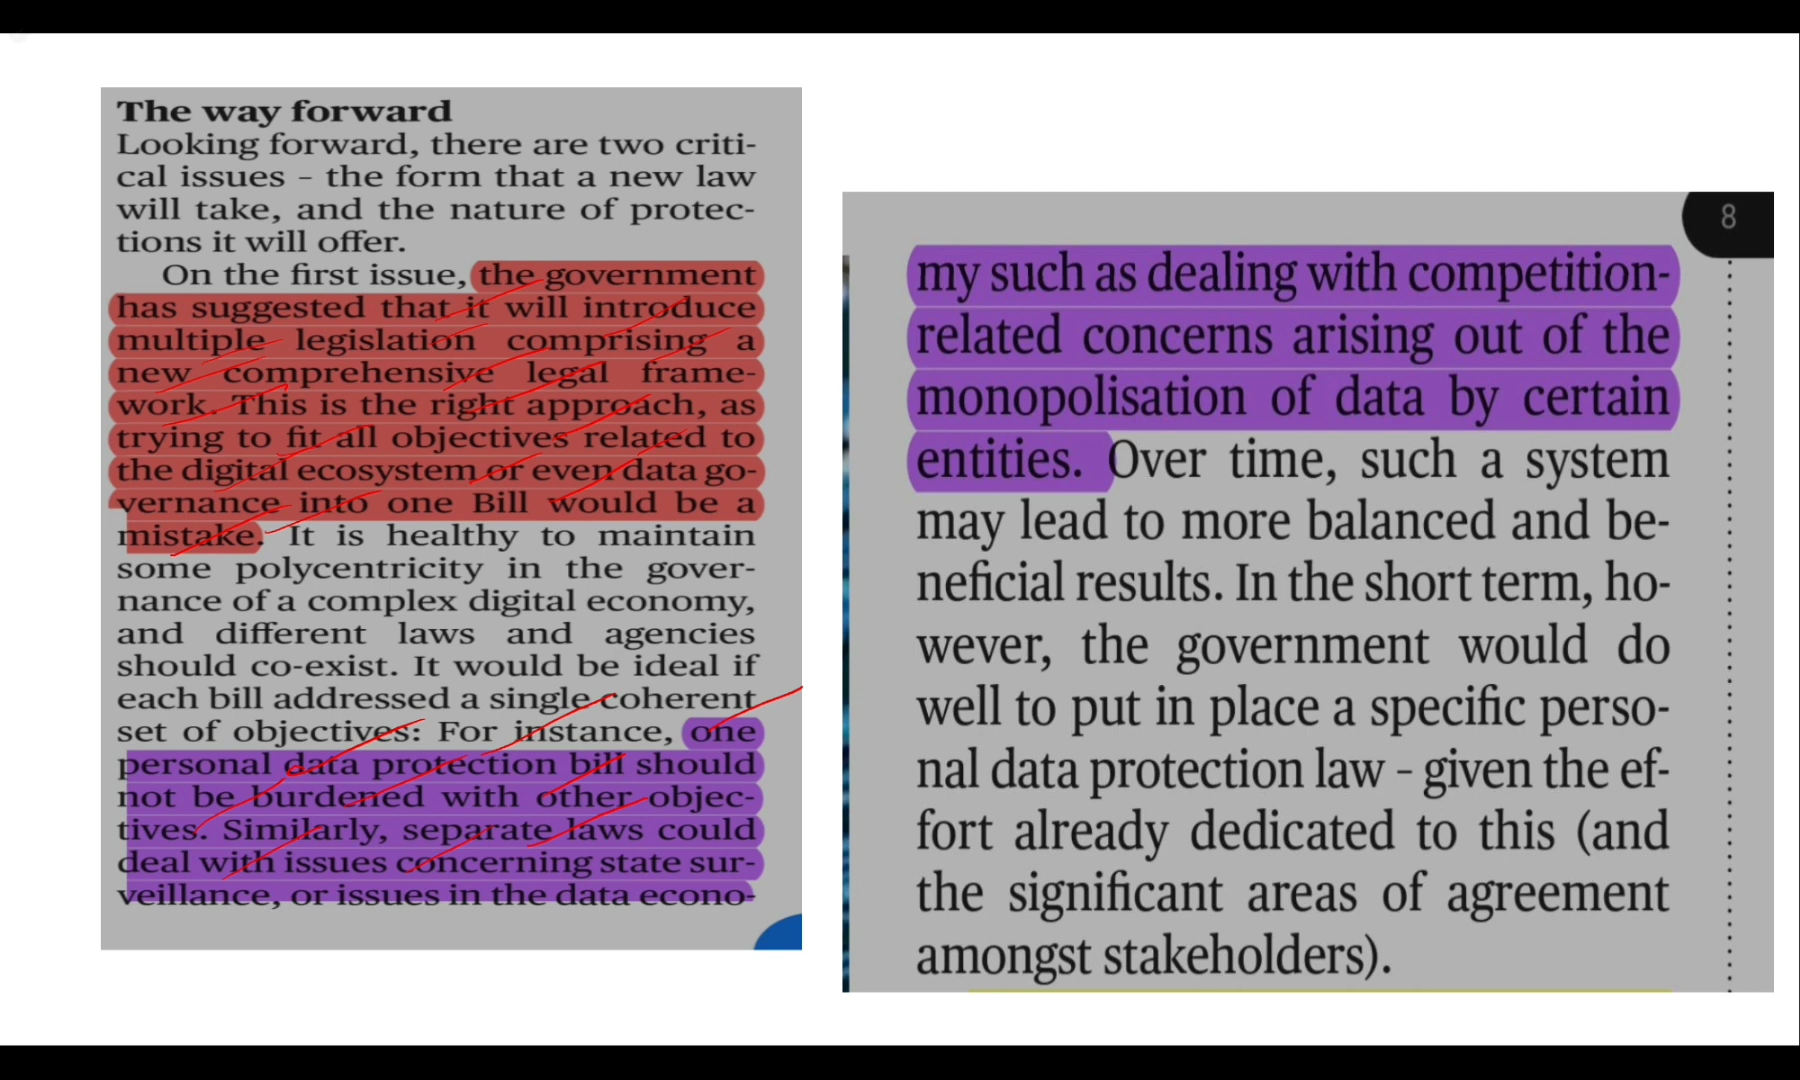 The way forward
Looking forward, there are two criti-
cal issues – the form that a new law
will take, and the nature of protec-
tions it will offer.
On the first issue, the government
has suggested that it will introduce
multiple legislation comprising a
new comprehensive legal frame-
work. This is the right approach, as
trying to fit all objectives related to
the digital ecosystem or even data go-
vernance into one Bill would be a
mistake. It is healthy to maintain
some polycentricity in the gover-
nance of a complex digital economy,
and different laws and agencies
should co-exist. It would be ideal if
each bill addressed a single coherent
set of objectives: For instance, one
personal data protection bill should
not be burdened with other objec-
tives. Similarly, separate laws could
deal with issues concerning state sur-
veillance, or issues in the data econo-
8
my such as dealing with competition-
related concerns arising out of the
monopolisation of data by certain
entities. Over time, such a system
may lead to more balanced and be-
neficial results. In the short term, ho-
wever, the government would do
well to put in place a specific perso-
nal data protection law – given the ef-
fort already dedicated to this (and
the significant areas of agreement
amongst stakeholders).